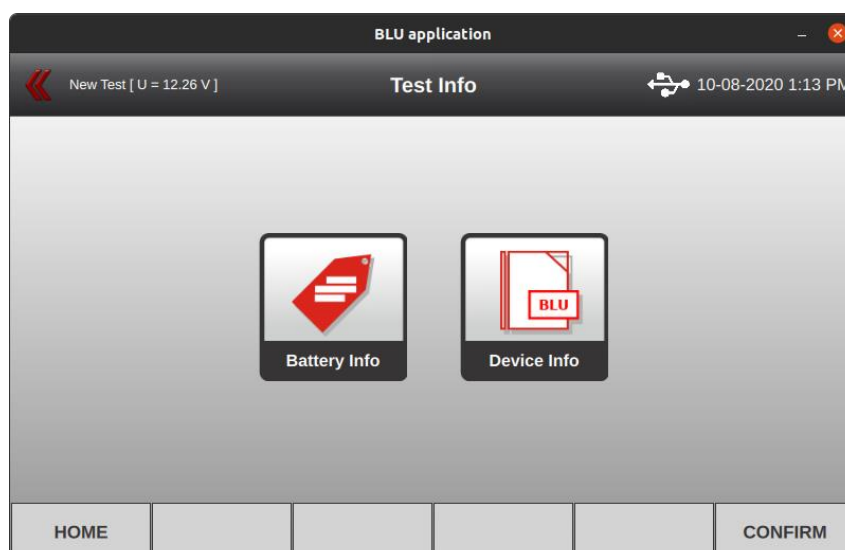 BLU application
New Test [ U = 12.26 V ]
Test Info
10-08-2020 1:13 PM
BLU
Battery Info
Device Info
HOME
CONFIRM